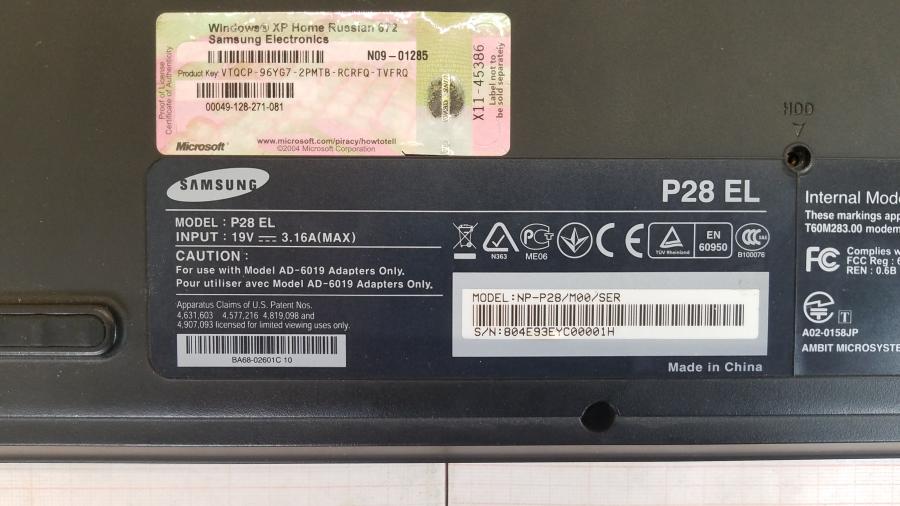 Windows® XP Home Russian 672
Samsung Electronics
N09-01285
Product Key: VTQCP-96YG7-2PMTB-RCRFQ-TVFRQ
00049-128-271-081
Proof of License
Certificate of Authenticity
X11-45386
Label not to
be sold separately
Microsoft®
www.microsoft.com/piracy/howtotell
©2004 Microsoft Corporation
HDD
SAMSUNG
P28 EL
MODEL : P28 EL
INPUT : 19V 3.16A(MAX)
CAUTION :
For use with Model AD-6019 Adapters Only.
Pour utiliser avec Model AD-6019 Adapters Only.
Apparatus Claims of U.S. Patent Nos.
4,631,603 4,577,216 4,819,098 and
4,907,093 licensed for limited viewing uses only.
BA68-02601C 10
N363
ME06
CE
TÜV Rheinland
EN
60950
B100076
MODEL:NP-P28/M00/SER
S/N:804E93EYC00001H
Made in China
Internal Mode
These markings app
T60M283.00 modem
FC
Complies w
FCC Reg : 6
REN : 0.6B
T
A02-0158JP
AMBIT MICROSYSTE